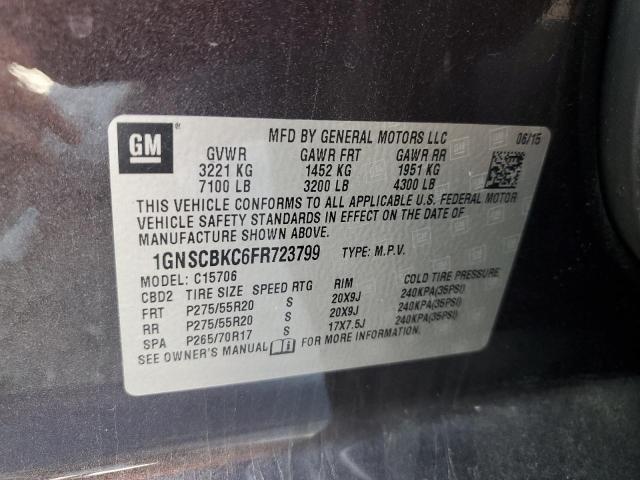 GM
MFD BY GENERAL MOTORS LLC 06/15
GVWR GAWR FRT GAWR RR
3221 KG 1452 KG 1951 KG
7100 LB 3200 LB 4300 LB
THIS VEHICLE CONFORMS TO ALL APPLICABLE U.S. FEDERAL MOTOR
VEHICLE SAFETY STANDARDS IN EFFECT ON THE DATE OF
MANUFACTURE SHOWN ABOVE.
1GNSCBKC6FR723799 TYPE: M.P.V.
MODEL: C15706
CBD2 TIRE SIZE SPEED RTG RIM COLD TIRE PRESSURE
FRT P275/55R20 S 20X9J 240KPA(35PSI)
RR P275/55R20 S 20X9J 240KPA(35PSI)
SPA P265/70R17 S 17X7.5J 240KPA(35PSI)
SEE OWNER'S MANUAL FOR MORE INFORMATION.